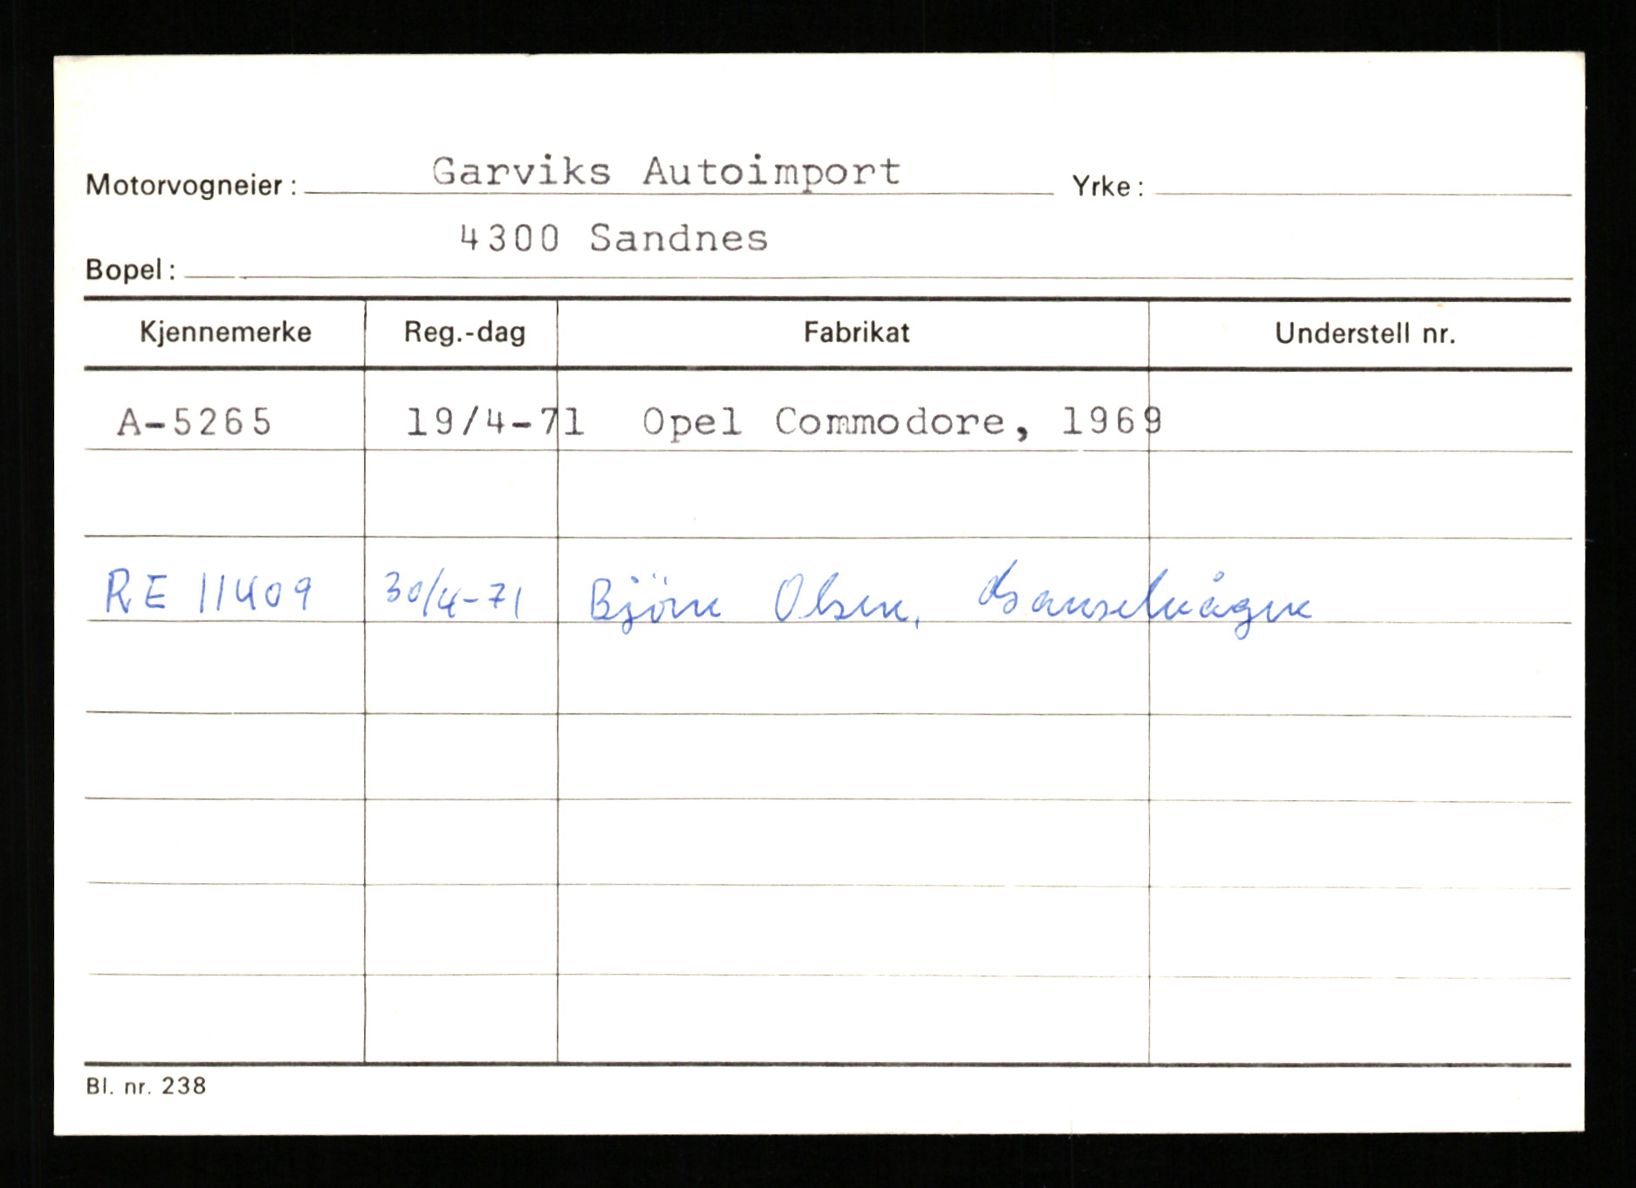 Motorvogneier: Garviks Autoimport Yrke:
4300 Sandnes
Bopel:
Kjennemerke Reg.-dag Fabrikat Understell nr.
A-5265 19/4-71 Opel Commodore, 1969
RE 11409 30/4-71 Björn Olsen,
Bl. nr. 238